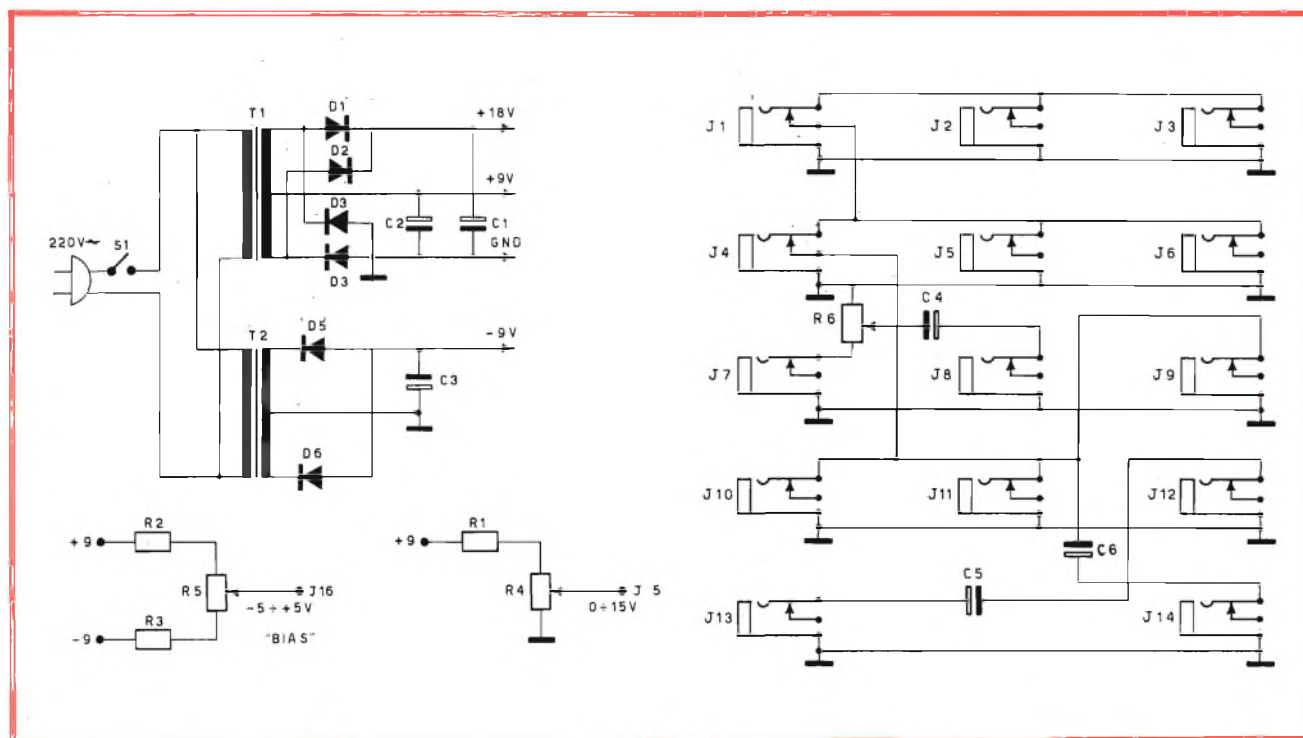 T1
D1
+18V
D2
+9V
D3
C2
C1
GND
D3
220V~
S1
T2
D5
-9V
C3
D6
R2
+9
R5
J16
-5÷+5V
"BIAS"
R3
-9
R1
+9
R4
J 5
0÷15V
J1
J2
J3
J4
J5
J6
R6
C4
J7
J8
J9
J10
J11
J12
C6
C5
J13
J14